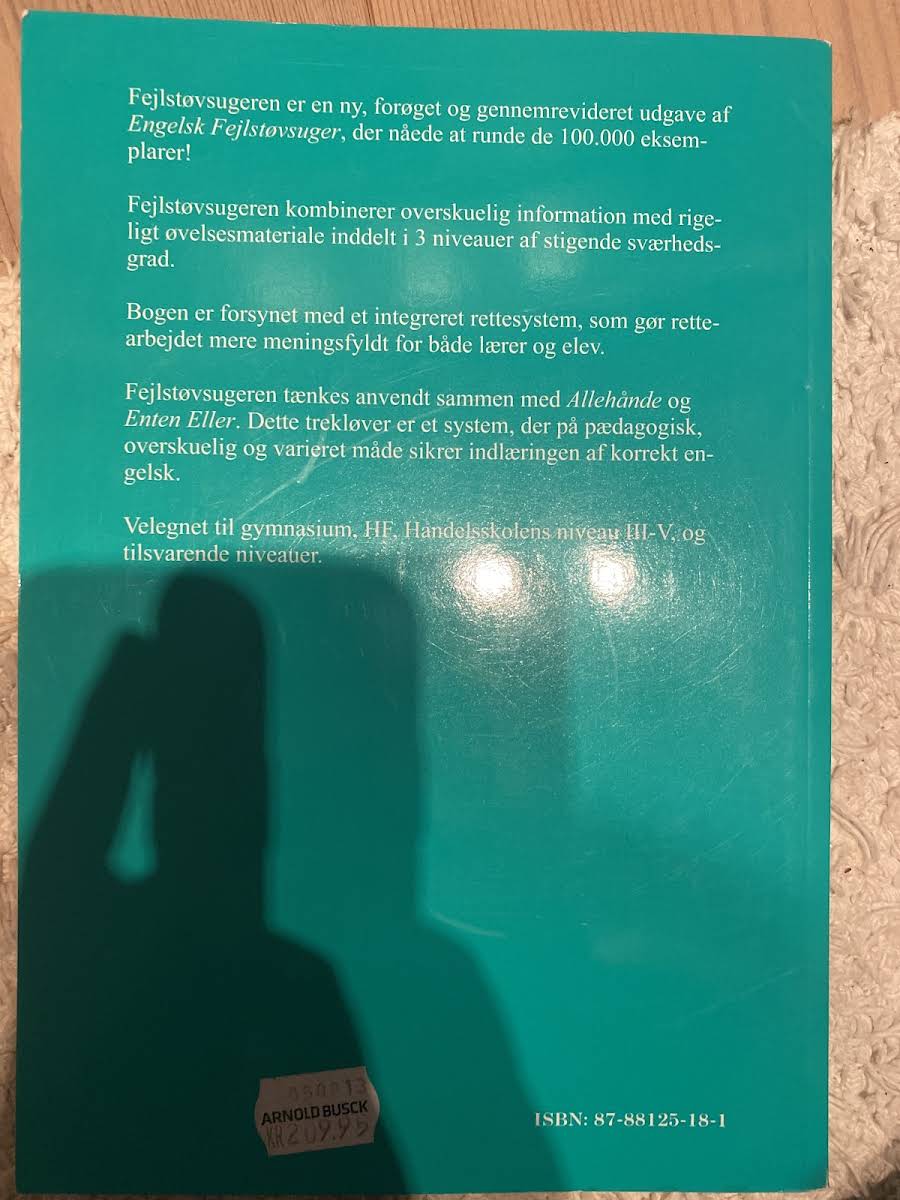 Fejlstøvsugeren er en ny, forøget og gennemrevideret udgave af
Engelsk Fejlstøvsuger, der nåede at runde de 100.000 eksem-
plarer!
Fejlstøvsugeren kombinerer overskuelig information med rige-
ligt øvelsesmateriale inddelt i 3 niveauer af stigende sværheds-
grad.
Bogen er forsynet med et integreret rettesystem, som gør rette-
arbejdet mere meningsfyldt for både lærer og elev.
Fejlstøvsugeren tænkes anvendt sammen med Allehånde og
Enten Eller. Dette trekløver er et system, der på pædagogisk,
overskuelig og varieret måde sikrer indlæringen af korrekt en-
gelsk.
Velegnet til gymnasium, HF, Handelsskolens niveau III-V, og
tilsvarende niveauer.
050813
ARNOLD BUSCK
KR209.95
ISBN: 87-88125-18-1